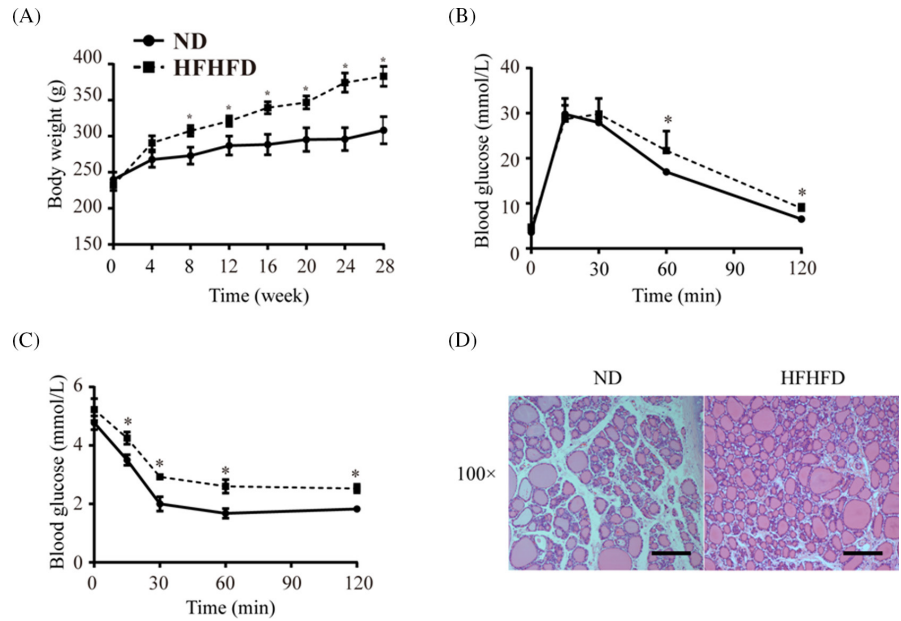 (A)
ND
HFHFD
400
350
300
250
200
150
Body weight (g)
* * * * * *
0 4 8 12 16 20 24 28
Time (week)
(B)
40
30
20
10
0
Blood glucose (mmol/L)
* *
0 30 60 90 120
Time (min)
(C)
6
4
2
0
Blood glucose (mmol/L)
* * * *
0 30 60 90 120
Time (min)
(D)
ND HFHFD
100×